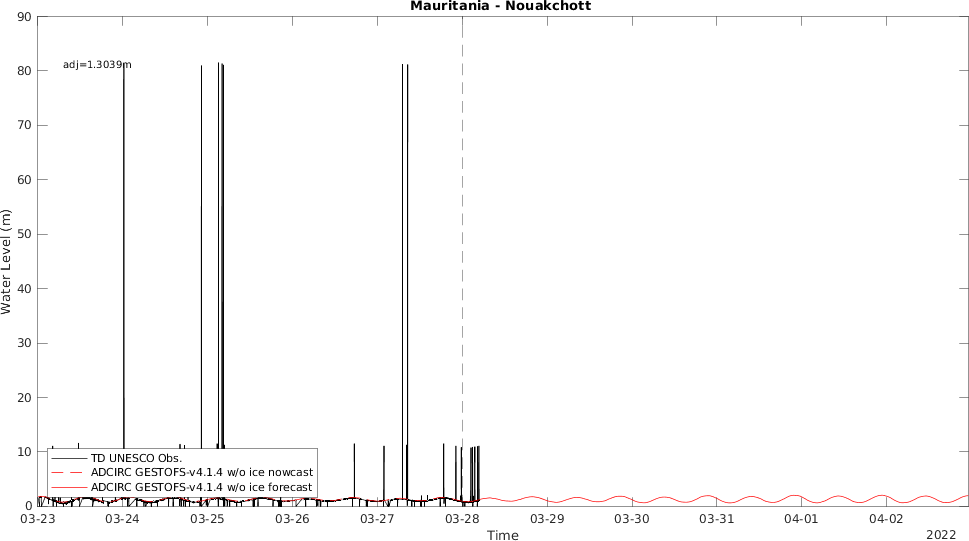 Mauritania - Nouakchott
90
80
70
60
50
40
30
20
10
0
Water Level (m)
adj=1.3039m
TD UNESCO Obs.
ADCIRC GESTOFS-v4.1.4 w/o ice nowcast
ADCIRC GESTOFS-v4.1.4 w/o ice forecast
03-23 03-24 03-25 03-26 03-27 03-28 03-29 03-30 03-31 04-01 04-02
Time
2022